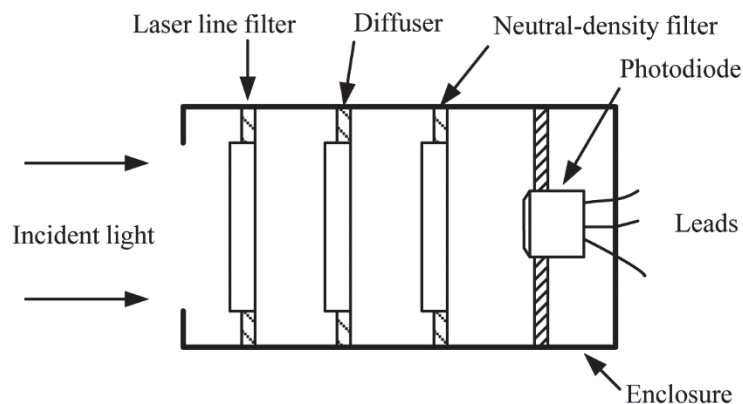 Laser line filter
Diffuser
Neutral-density filter
Photodiode
Incident light
Leads
Enclosure